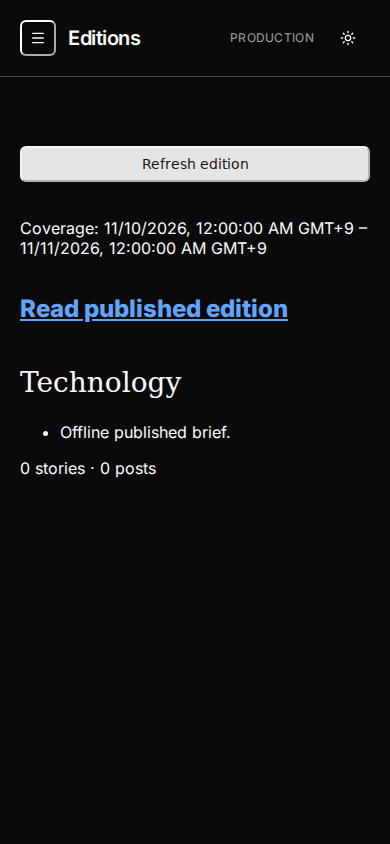 Editions
PRODUCTION
Refresh edition
Coverage: 11/10/2026, 12:00:00 AM GMT+9 –
11/11/2026, 12:00:00 AM GMT+9
Read published edition
Technology
• Offline published brief.
0 stories · 0 posts